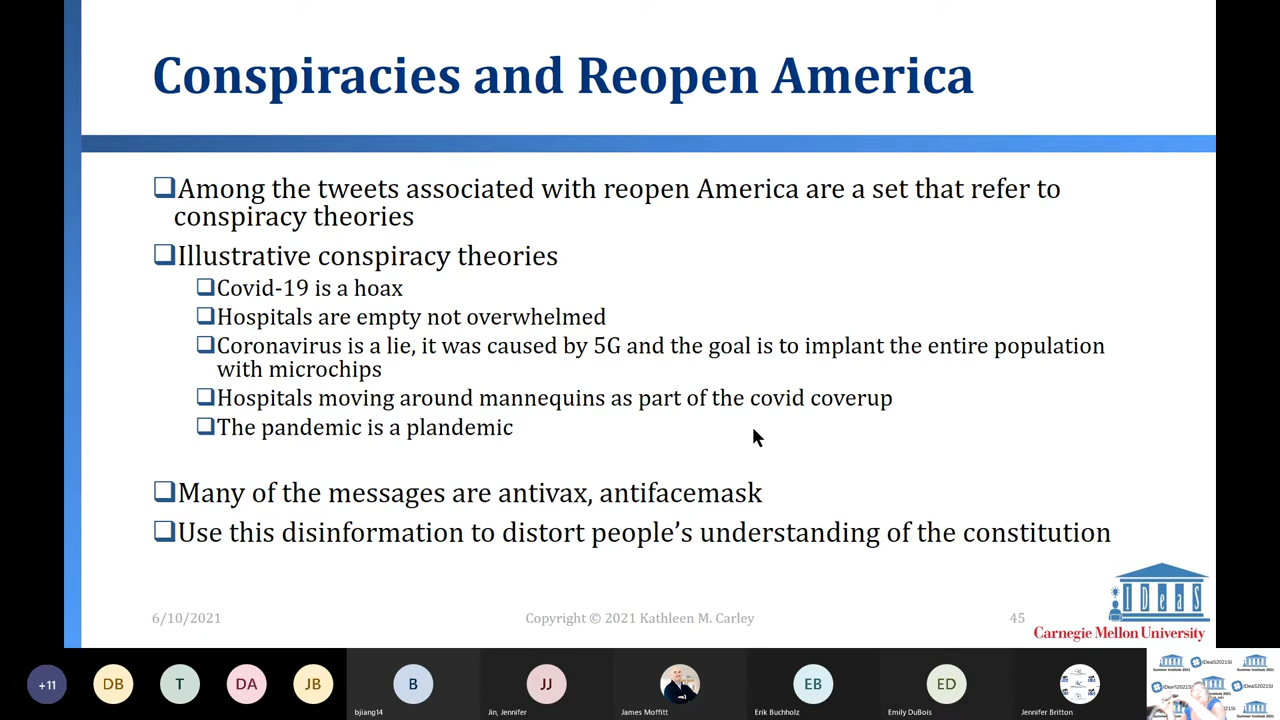 Conspiracies and Reopen America
Among the tweets associated with reopen America are a set that refer to
conspiracy theories
Illustrative conspiracy theories
Covid-19 is a hoax
Hospitals are empty not overwhelmed
Coronavirus is a lie, it was caused by 5G and the goal is to implant the entire population
with microchips
Hospitals moving around mannequins as part of the covid coverup
The pandemic is a plandemic
Many of the messages are antivax, antifacemask
Use this disinformation to distort people’s understanding of the constitution
IDeaS
6/10/2021
Copyright © 2021 Kathleen M. Carley
45
Carnegie Mellon University
+11
DB
T
DA
JB
B
JJ
EB
ED
bjiang14
Jin, Jennifer
James Moffitt
Erik Buchholz
Emily DuBois
Jennifer Britton